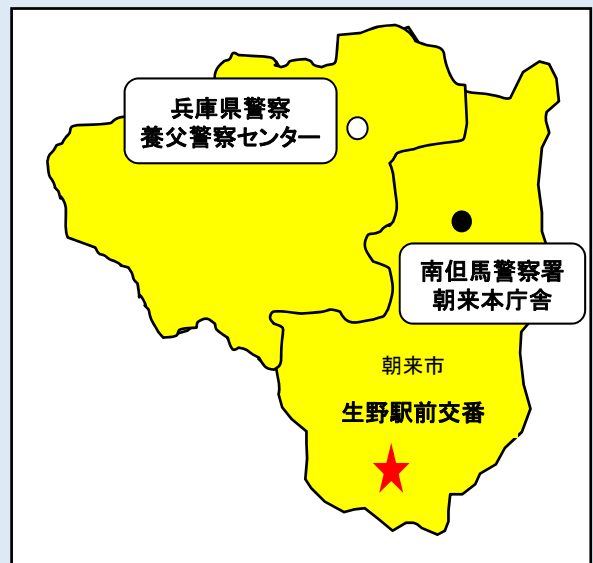 兵庫県警察
養父警察センター
南但馬警察署
朝来本庁舎
朝来市
生野駅前交番